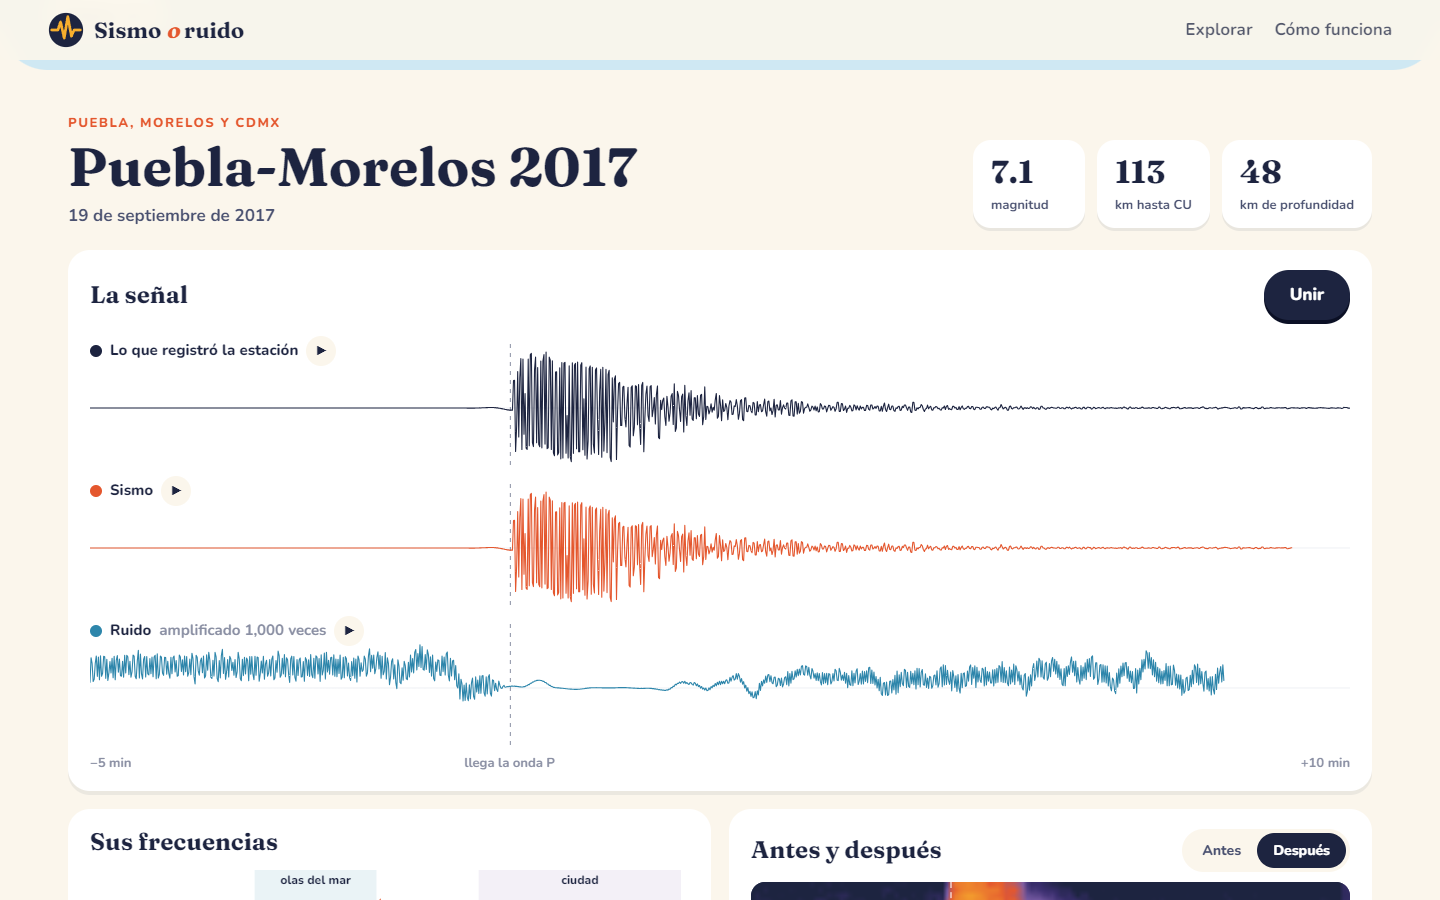 Sismo o ruido
Explorar
Cómo funciona
PUEBLA, MORELOS Y CDMX
Puebla-Morelos 2017
19 de septiembre de 2017
7.1
magnitud
113
km hasta CU
48
km de profundidad
La señal
Unir
Lo que registró la estación
Sismo
Ruido amplificado 1,000 veces
−5 min
llega la onda P
+10 min
Sus frecuencias
olas del mar
ciudad
Antes y después
Antes
Después